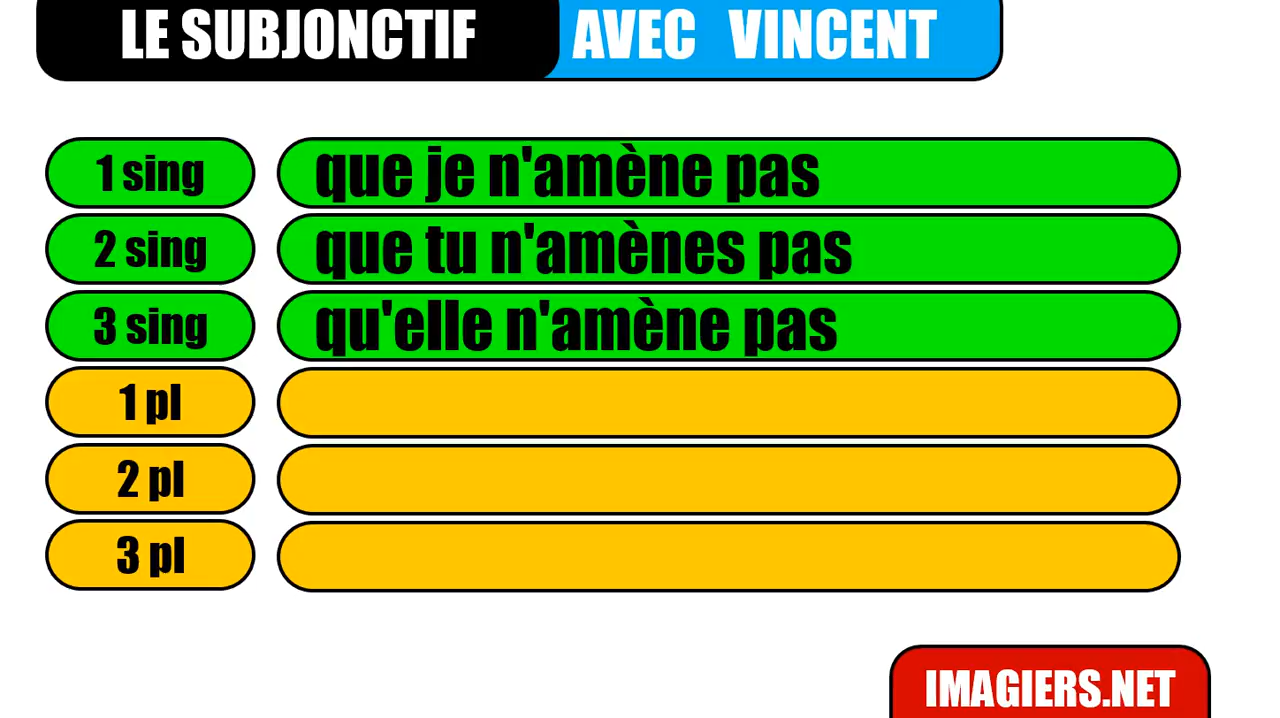 LE SUBJONCTIF AVEC VINCENT
1 sing que je n'amène pas
2 sing que tu n'amènes pas
3 sing qu'elle n'amène pas
1 pl
2 pl
3 pl
IMAGIERS.NET